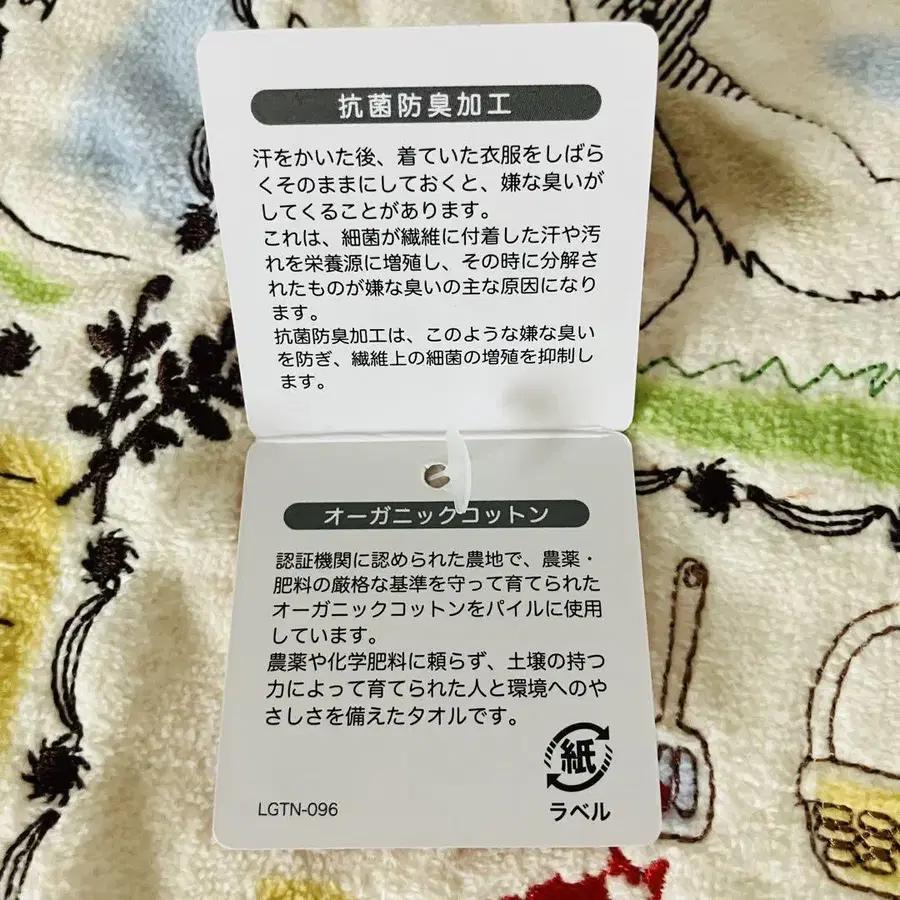 抗菌防臭加工
汗をかいた後、着ていた衣服をしばら
くそのままにしておくと、嫌な臭いが
してくることがあります。
これは、細菌が繊維に付着した汗や汚
れを栄養源に増殖し、その時に分解さ
れたものが嫌な臭いの主な原因になり
ます。
抗菌防臭加工は、このような嫌な臭い
を防ぎ、繊維上の細菌の増殖を抑制し
ます。
オーガニックコットン
認証機関に認められた農地で、農薬・
肥料の厳格な基準を守って育てられた
オーガニックコットンをパイルに使用
しています。
農薬や化学肥料に頼らず、土壌の持つ
力によって育てられた人と環境へのや
さしさを備えたタオルです。
紙
ラベル
LGTN-096